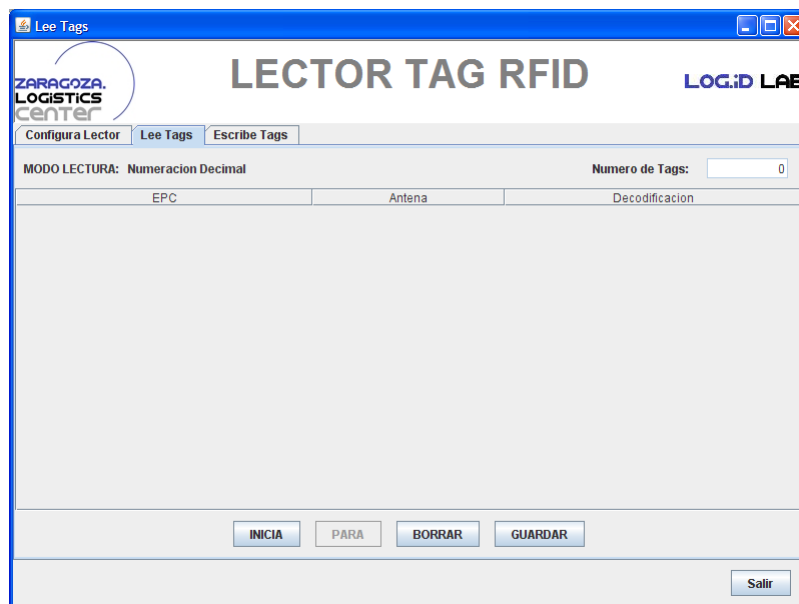 Lee Tags
ZARAGOZA.
LOGISTICS
CENTER
LECTOR TAG RFID
LOG.iD LAB
Configura Lector Lee Tags Escribe Tags
MODO LECTURA: Numeracion Decimal Numero de Tags: 0
EPC Antena Decodificacion
INICIA PARA BORRAR GUARDAR
Salir